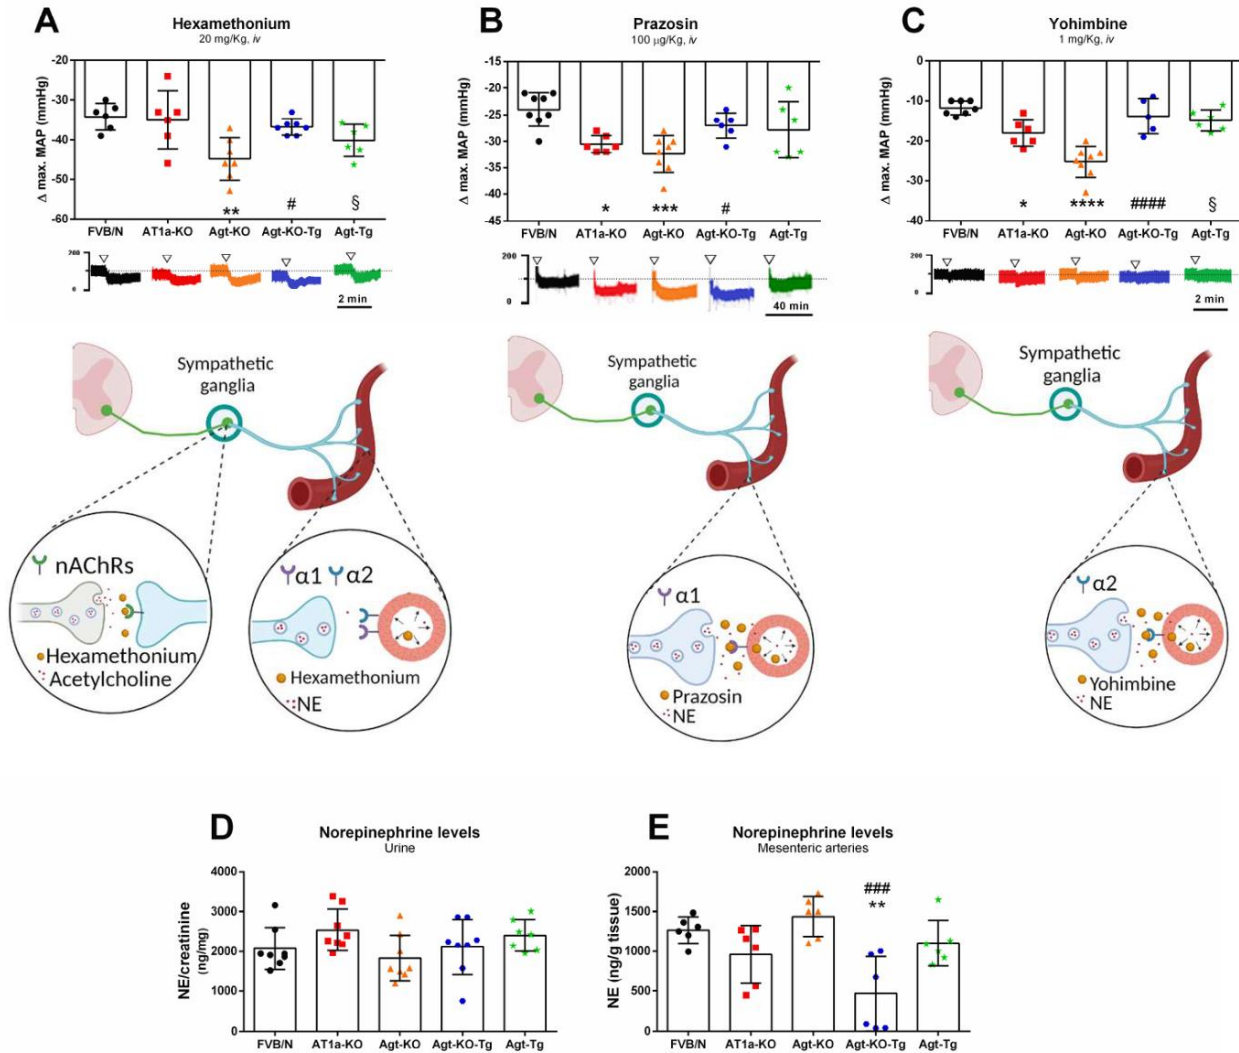 A
Hexamethonium
20 mg/Kg, iv
Δ max. MAP (mmHg)
-20
-30
-40
-50
-60
**
#
§
FVB/N
AT1a-KO
Agt-KO
Agt-KO-Tg
Agt-Tg
200
0
2 min
B
Prazosin
100 μg/Kg, iv
Δ max. MAP (mmHg)
-15
-20
-25
-30
-35
-40
-45
*
***
#
FVB/N
AT1a-KO
Agt-KO
Agt-KO-Tg
Agt-Tg
200
0
40 min
C
Yohimbine
1 mg/Kg, iv
Δ max. MAP (mmHg)
0
-10
-20
-30
-40
*
****
####
§
FVB/N
AT1a-KO
Agt-KO
Agt-KO-Tg
Agt-Tg
200
0
2 min
Sympathetic
ganglia
nAChRs
Hexamethonium
Acetylcholine
α1 α2
Hexamethonium
NE
Sympathetic
ganglia
α1
Prazosin
NE
Sympathetic
ganglia
α2
Yohimbine
NE
D
Norepinephrine levels
Urine
NE/creatinine
(ng/mg)
4000
3000
2000
1000
0
FVB/N
AT1a-KO
Agt-KO
Agt-KO-Tg
Agt-Tg
E
Norepinephrine levels
Mesenteric arteries
NE (ng/g tissue)
2000
1500
1000
500
0
###
**
FVB/N
AT1a-KO
Agt-KO
Agt-KO-Tg
Agt-Tg